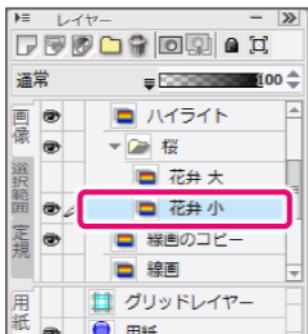 レイヤー
通常
100
画像
選択範囲
定規
用紙
ハイライト
桜
花弁 大
花弁 小
線画のコピー
線画
グリッドレイヤー
用紙